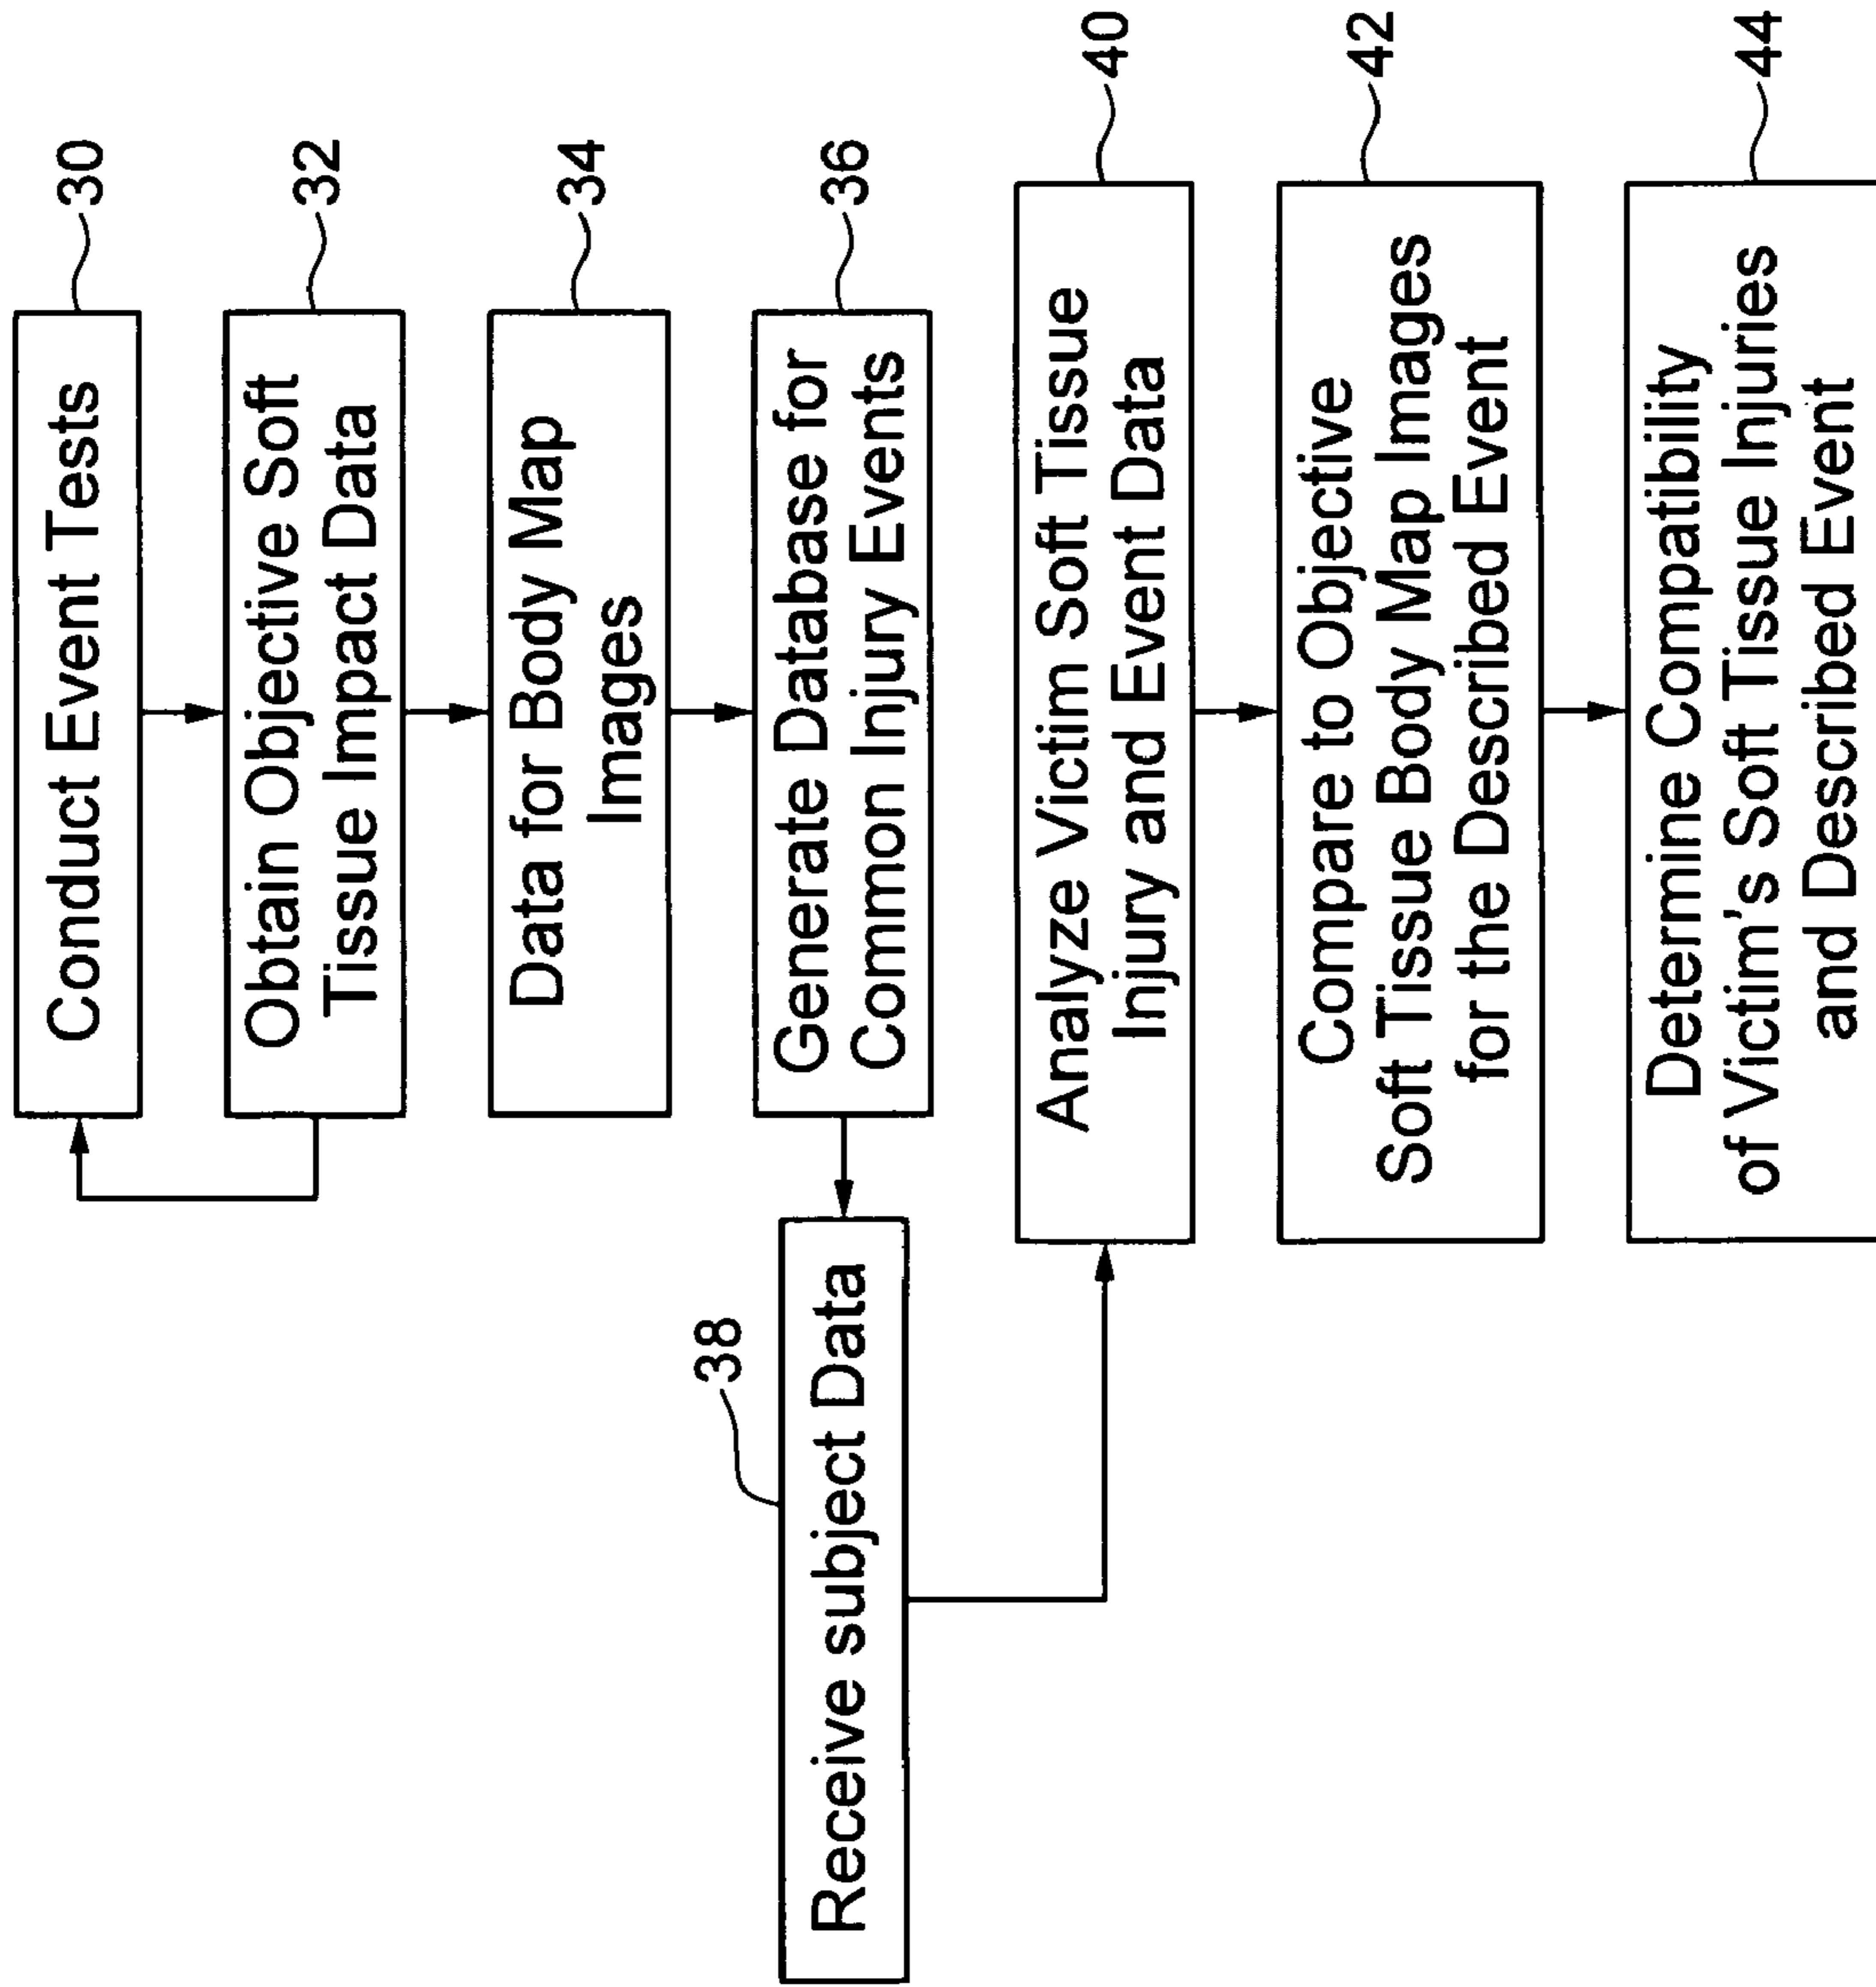 Conduct Event Tests
30
Obtain Objective Soft
Tissue Impact Data
32
Data for Body Map
Images
34
Generate Database for
Common Injury Events
36
Receive subject Data
38
Analyze Victim Soft Tissue
Injury and Event Data
40
Compare to Objective
Soft Tissue Body Map Images
for the Described Event
42
Determine Compatibility
of Victim's Soft Tissue Injuries
and Described Event
44